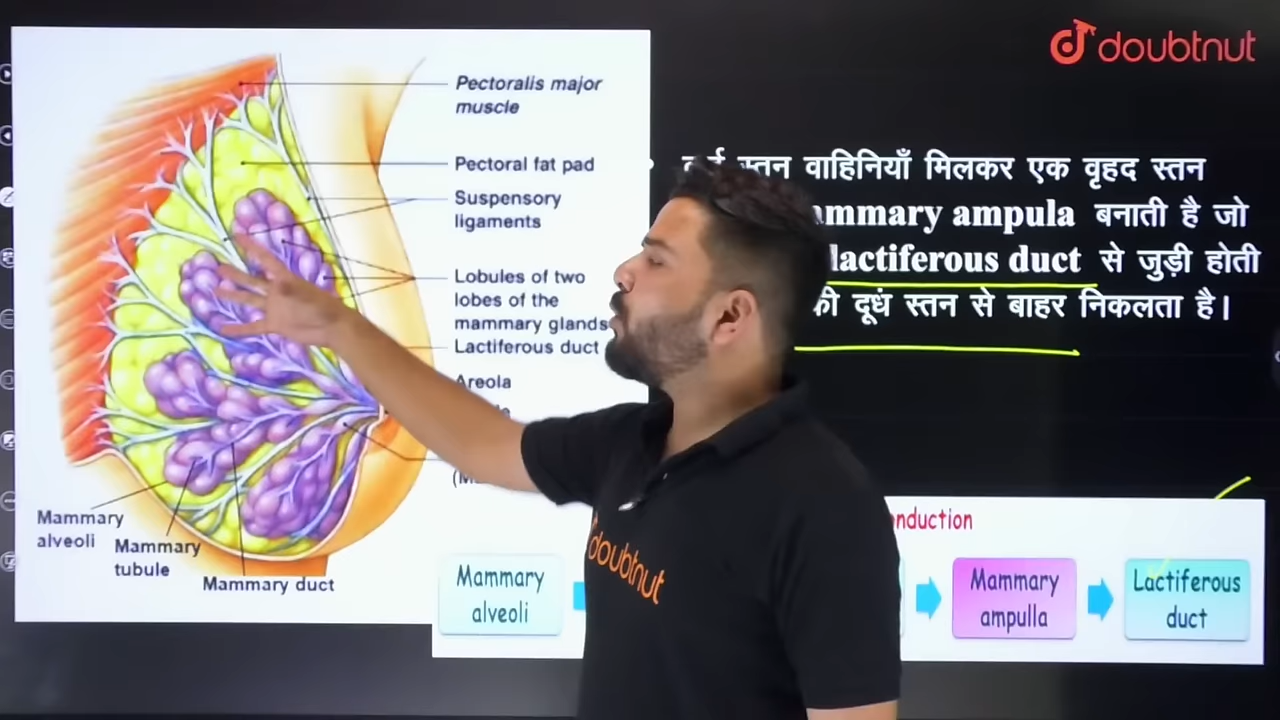 doubtnut
Pectoralis major
muscle
Pectoral fat pad
Suspensory
ligaments
Lobules of two
lobes of the
mammary glands
Lactiferous duct
Areola
Mammary
alveoli
Mammary
tubule
Mammary duct
स्तन वाहिनियाँ मिलकर एक वृहद स्तन
ammary ampula बनाती है जो
lactiferous duct से जुड़ी होती
की दूधं स्तन से बाहर निकलता है।
nduction
Mammary
alveoli
Mammary
ampulla
Lactiferous
duct
doubtnut